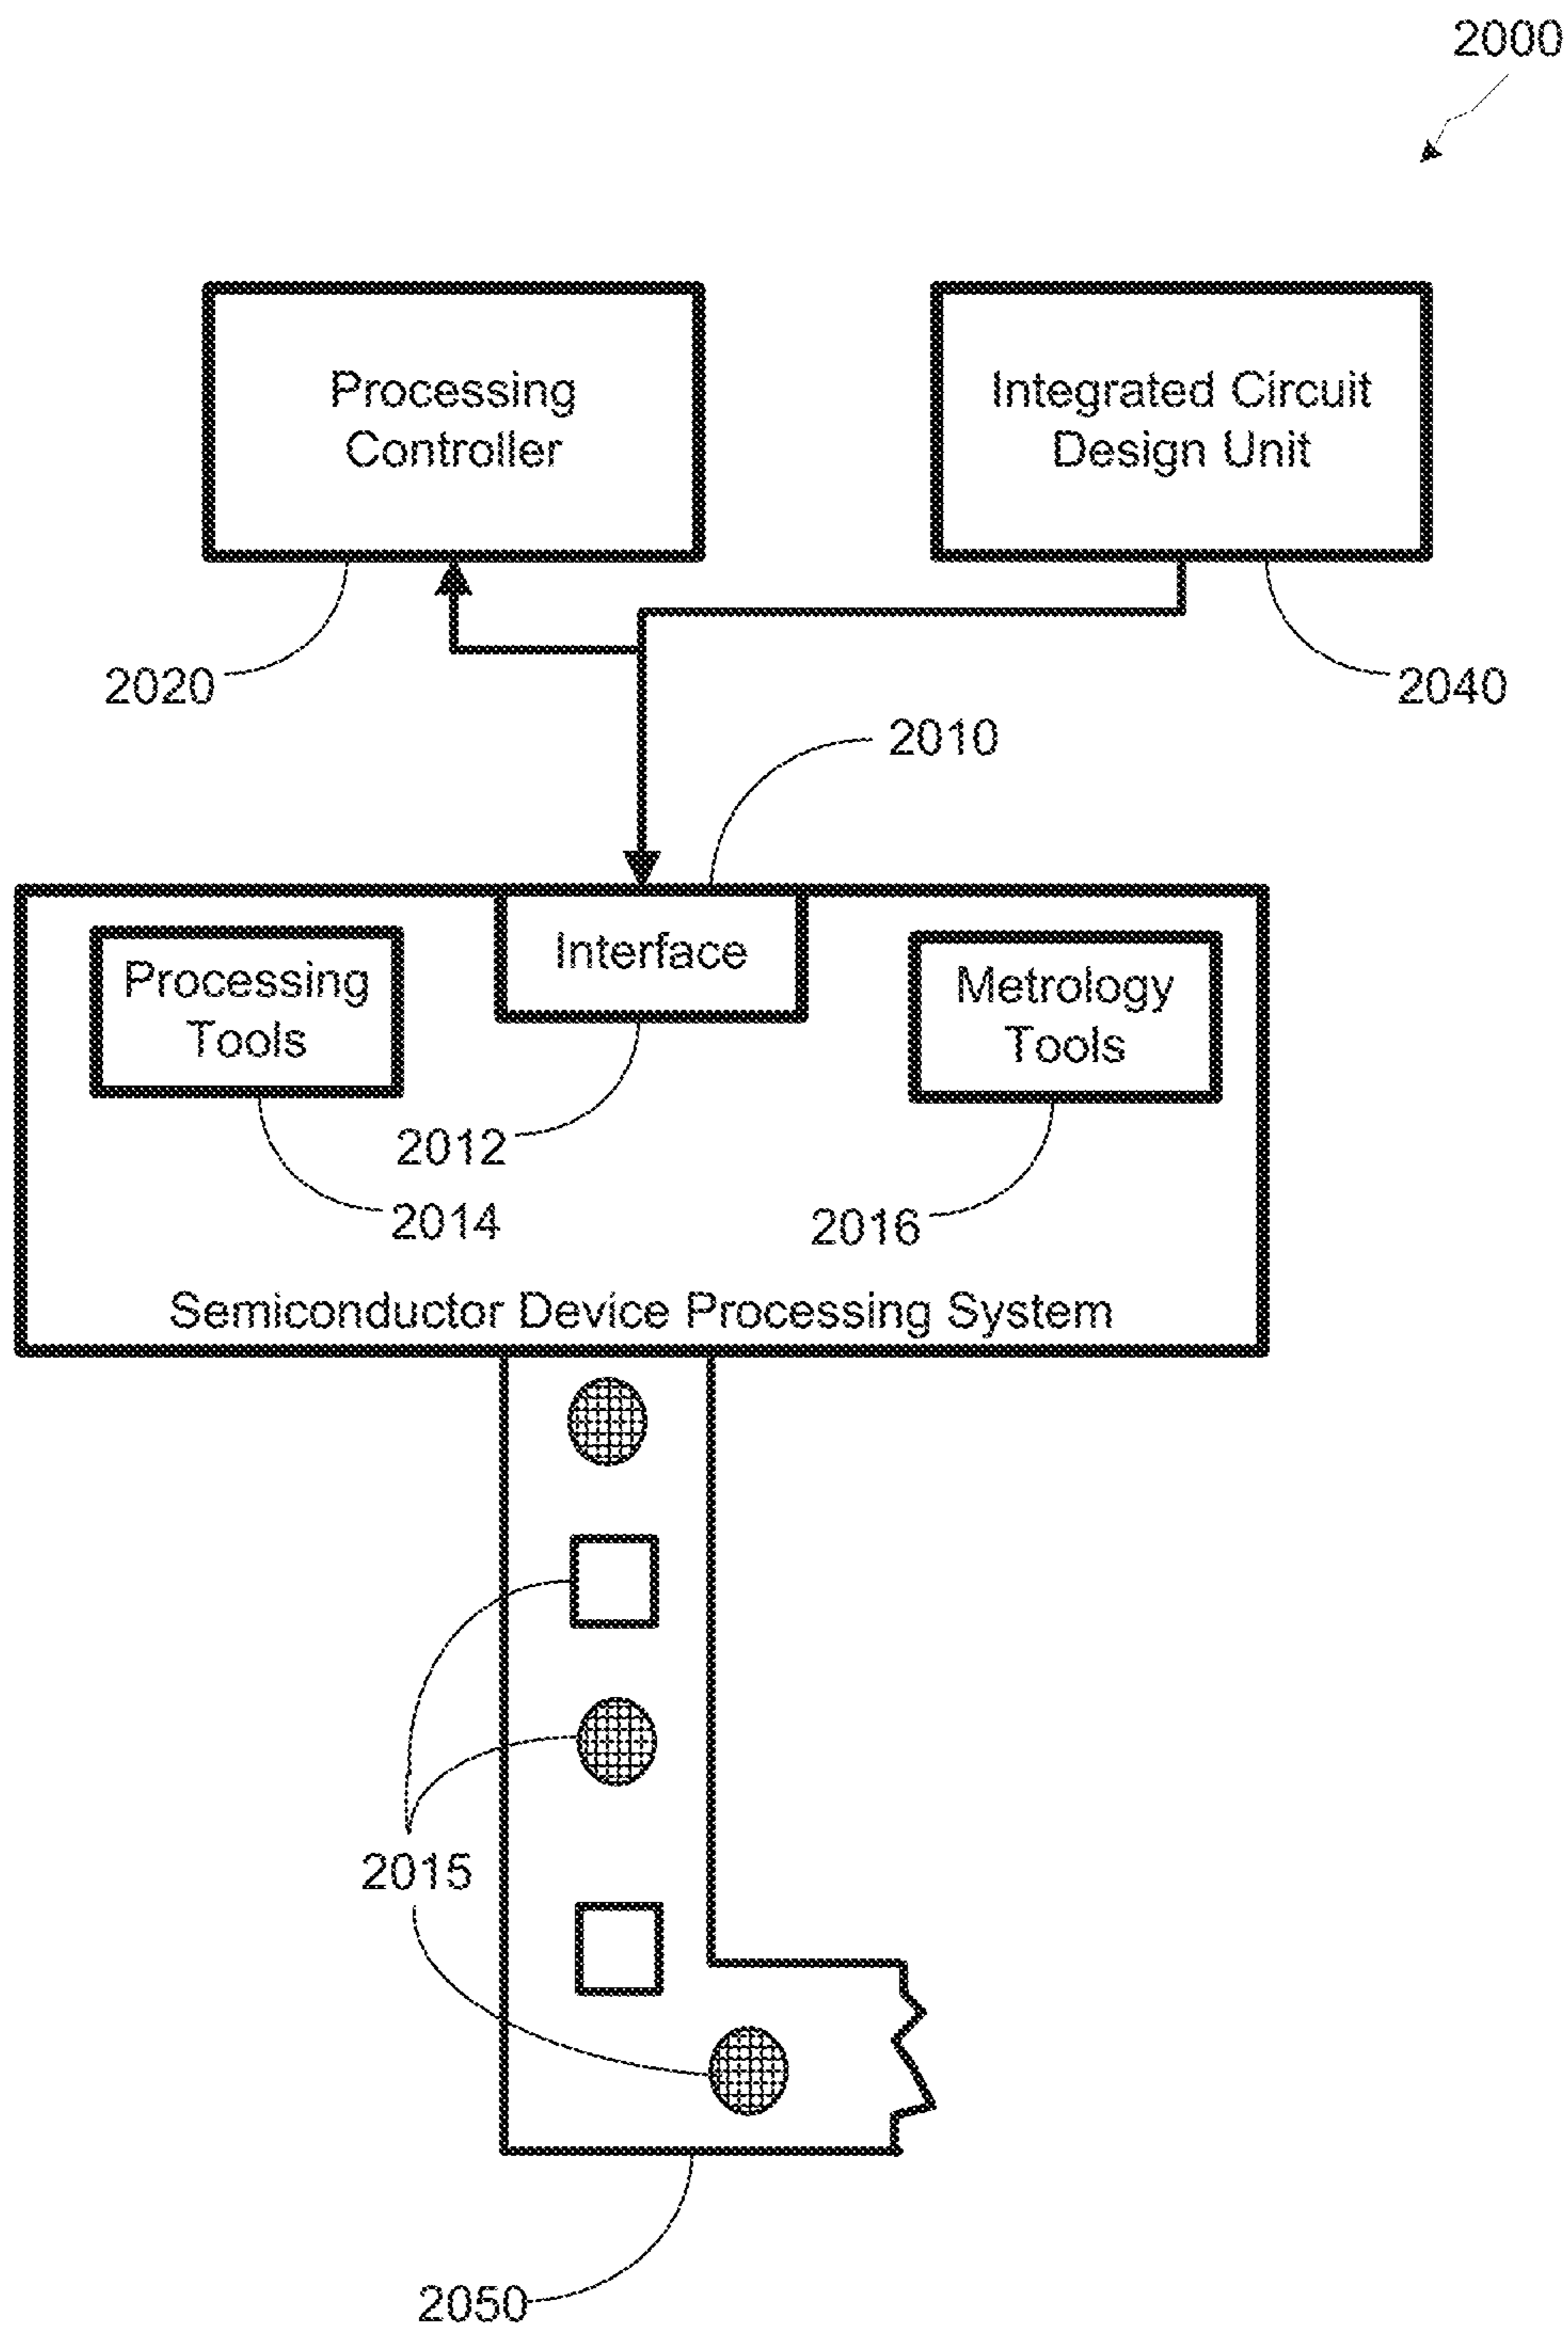 2000
Processing
Controller
Integrated Circuit
Design Unit
2020
2040
2010
Interface
Processing
Tools
Metrology
Tools
2012
2014
2016
Semiconductor Device Processing System
2015
2050